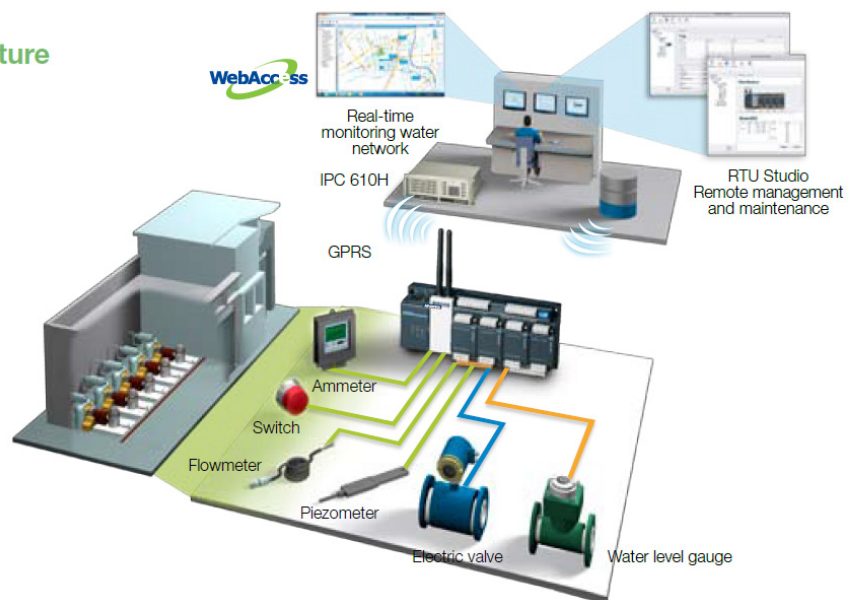 ture
WebAccess
Real-time
monitoring water
network
IPC 610H
RTU Studio
Remote management
and maintenance
GPRS
Ammeter
Switch
Flowmeter
Piezometer
Electric valve
Water level gauge